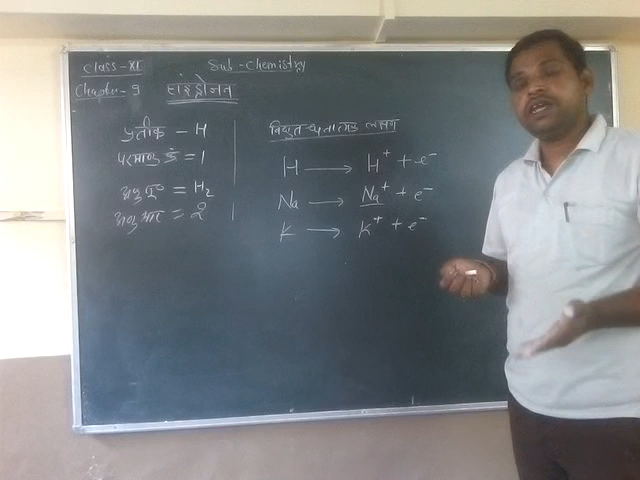 Class-XI
Sub-Chemistry
Chapter-9 हाइड्रोजन
प्रतीक – H
परमाणु क्रं = 1
अणुसूत्र = H₂
अणुभार = 2
विद्युत धनात्मक लक्षण
H ⟶ H⁺ + e⁻
Na ⟶ Na⁺ + e⁻
K ⟶ K⁺ + e⁻